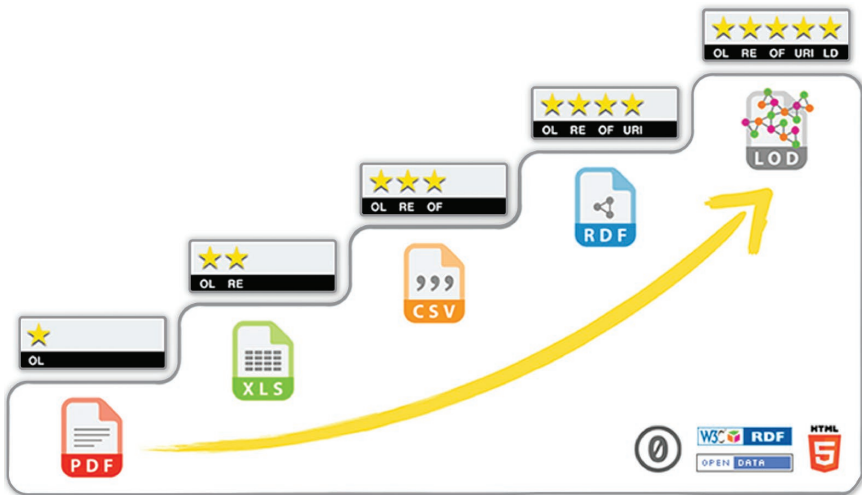 OL RE OF URI LD
OL RE OF URI
LOD
OL RE OF
RDF
OL RE
CSV
OL
XLS
PDF
0
W3C RDF
OPEN DATA
HTML
5